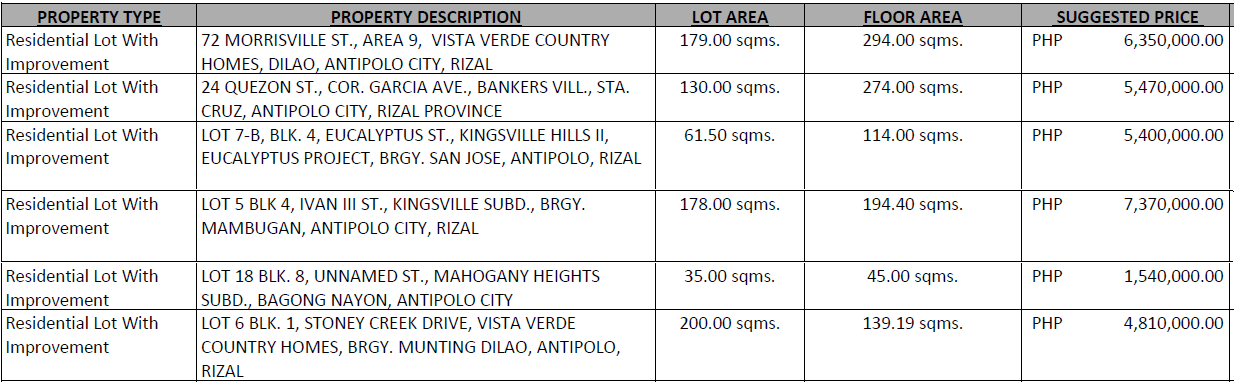 PROPERTY TYPE PROPERTY DESCRIPTION LOT AREA FLOOR AREA SUGGESTED PRICE
Residential Lot With 72 MORRISVILLE ST., AREA 9, VISTA VERDE COUNTRY 179.00 sqms. 294.00 sqms. PHP 6,350,000.00
Improvement HOMES, DILAO, ANTIPOLO CITY, RIZAL
Residential Lot With 24 QUEZON ST., COR. GARCIA AVE., BANKERS VILL., STA. 130.00 sqms. 274.00 sqms. PHP 5,470,000.00
Improvement CRUZ, ANTIPOLO CITY, RIZAL PROVINCE
Residential Lot With LOT 7-B, BLK. 4, EUCALYPTUS ST., KINGSVILLE HILLS II, 61.50 sqms. 114.00 sqms. PHP 5,400,000.00
Improvement EUCALYPTUS PROJECT, BRGY. SAN JOSE, ANTIPOLO, RIZAL
Residential Lot With LOT 5 BLK 4, IVAN III ST., KINGSVILLE SUBD., BRGY. 178.00 sqms. 194.40 sqms. PHP 7,370,000.00
Improvement MAMBUGAN, ANTIPOLO CITY, RIZAL
Residential Lot With LOT 18 BLK. 8, UNNAMED ST., MAHOGANY HEIGHTS 35.00 sqms. 45.00 sqms. PHP 1,540,000.00
Improvement SUBD., BAGONG NAYON, ANTIPOLO CITY
Residential Lot With LOT 6 BLK. 1, STONEY CREEK DRIVE, VISTA VERDE 200.00 sqms. 139.19 sqms. PHP 4,810,000.00
Improvement COUNTRY HOMES, BRGY. MUNTING DILAO, ANTIPOLO,
RIZAL